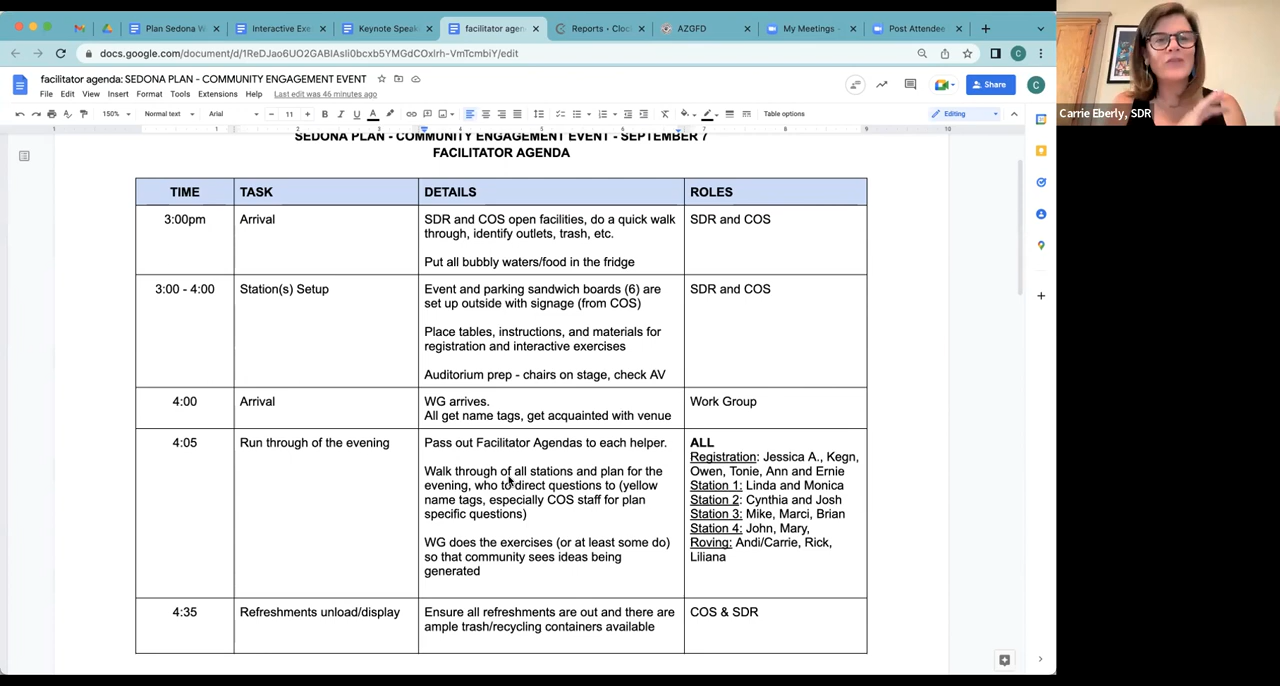 Plan Sedona W
Interactive Exe
Keynote Speak
facilitator agen
Reports - Cloc
AZGFD
My Meetings -
Post Attendee
docs.google.com/document/d/1ReDJao6UO2GABIAsIi0bcxb5YMGdCOxIrh-VmTcmbiY/edit
facilitator agenda: SEDONA PLAN - COMMUNITY ENGAGEMENT EVENT
File Edit View Insert Format Tools Extensions Help Last edit was 46 minutes ago
Share
C
150% Normal text Arial 11 Table options Editing
SEDONA PLAN - COMMUNITY ENGAGEMENT EVENT - SEPTEMBER 7
FACILITATOR AGENDA
TIME TASK DETAILS ROLES
3:00pm Arrival SDR and COS open facilities, do a quick walk SDR and COS
through, identify outlets, trash, etc.
Put all bubbly waters/food in the fridge
3:00 - 4:00 Station(s) Setup Event and parking sandwich boards (6) are SDR and COS
set up outside with signage (from COS)
Place tables, instructions, and materials for
registration and interactive exercises
Auditorium prep - chairs on stage, check AV
4:00 Arrival WG arrives. Work Group
All get name tags, get acquainted with venue
4:05 Run through of the evening Pass out Facilitator Agendas to each helper. ALL
Registration: Jessica A., Kegn,
Walk through of all stations and plan for the Owen, Tonie, Ann and Ernie
evening, who to direct questions to (yellow Station 1: Linda and Monica
name tags, especially COS staff for plan Station 2: Cynthia and Josh
specific questions) Station 3: Mike, Marci, Brian
Station 4: John, Mary,
WG does the exercises (or at least some do) Roving: Andi/Carrie, Rick,
so that community sees ideas being Liliana
generated
4:35 Refreshments unload/display Ensure all refreshments are out and there are COS & SDR
ample trash/recycling containers available
Carrie Eberly, SDR